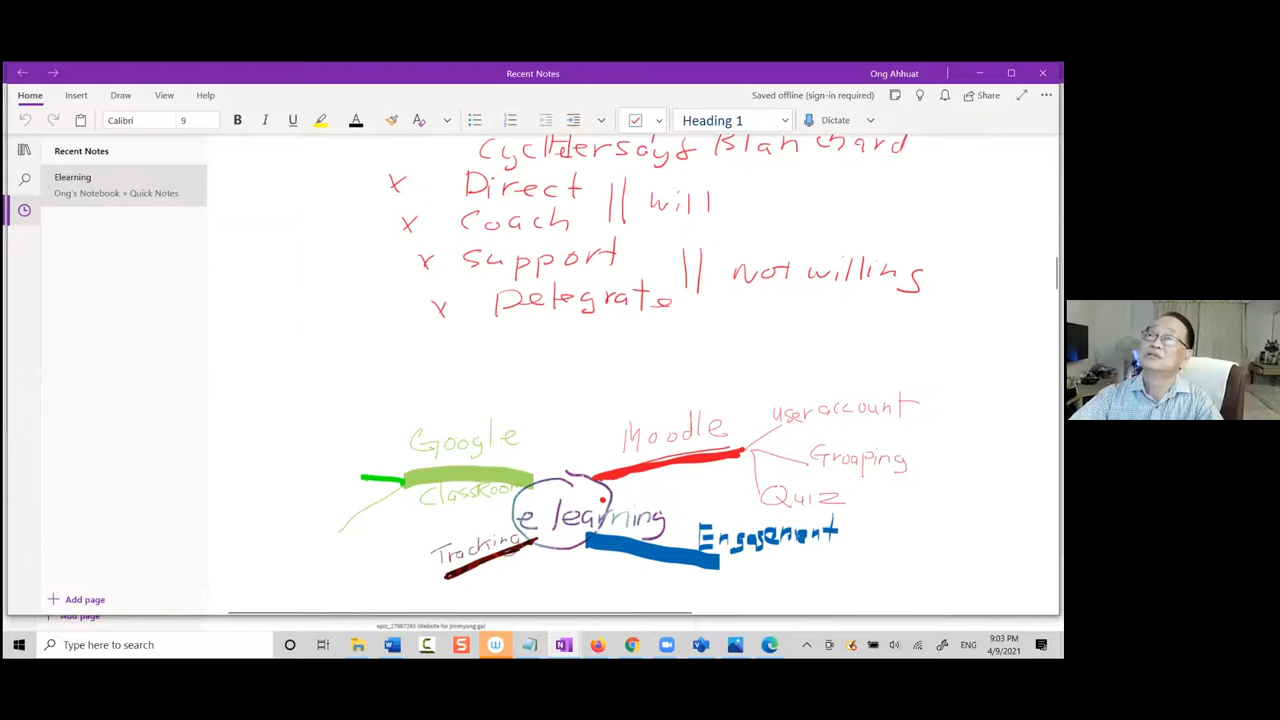 Recent Notes
Ong Ahhuat
Home
Insert
Draw
View
Help
Saved offline (sign-in required)
Share
Calibri
9
B
I
U
A
Heading 1
Dictate
Recent Notes
Elearning
Ong's Notebook » Quick Notes
Blanchard
x Direct
x Coach || will
x support
x Delegrate || not willing
Google
ClassRoom
Moodle
user account
Groaping
Quiz
e learning
Engagement
Tracking
Add page
Add page
Type here to search
W
S
W
N
ENG
9:03 PM
4/9/2021